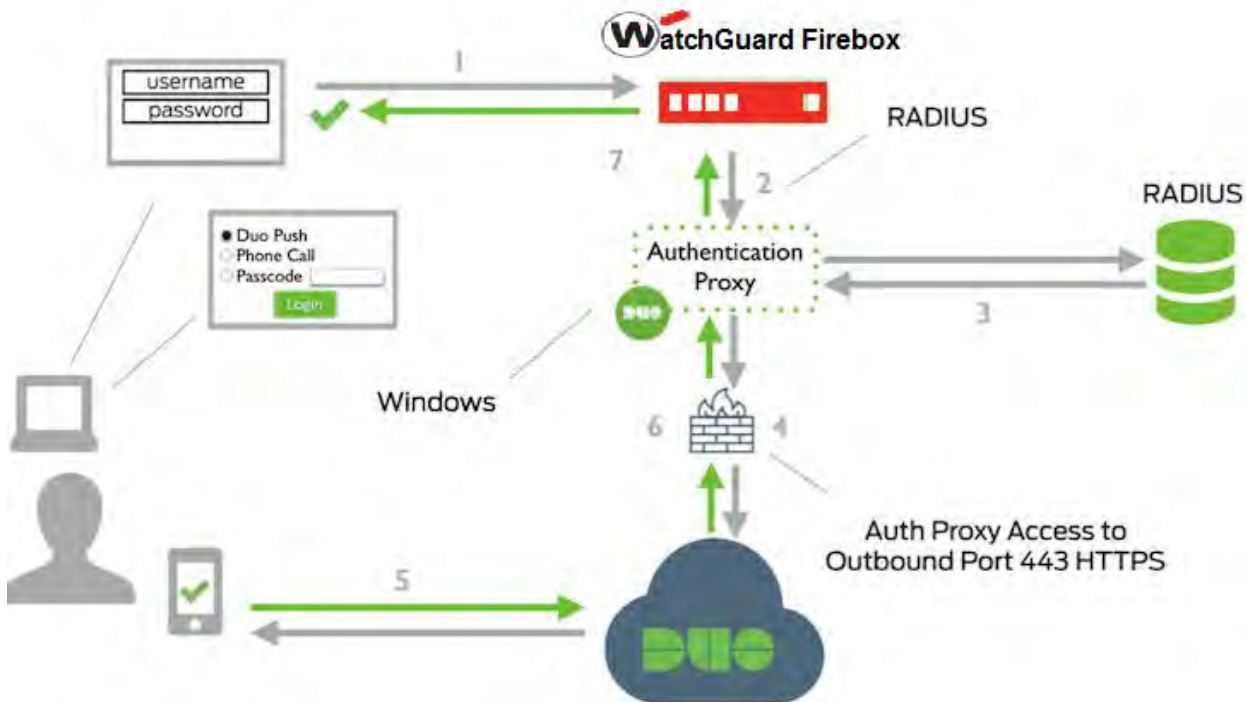 WatchGuard Firebox
1
username
password
RADIUS
7
2
RADIUS
Duo Push
Phone Call
Passcode
Login
Authentication
Proxy
DUO
3
Windows
6
4
Auth Proxy Access to
Outbound Port 443 HTTPS
5
DUO